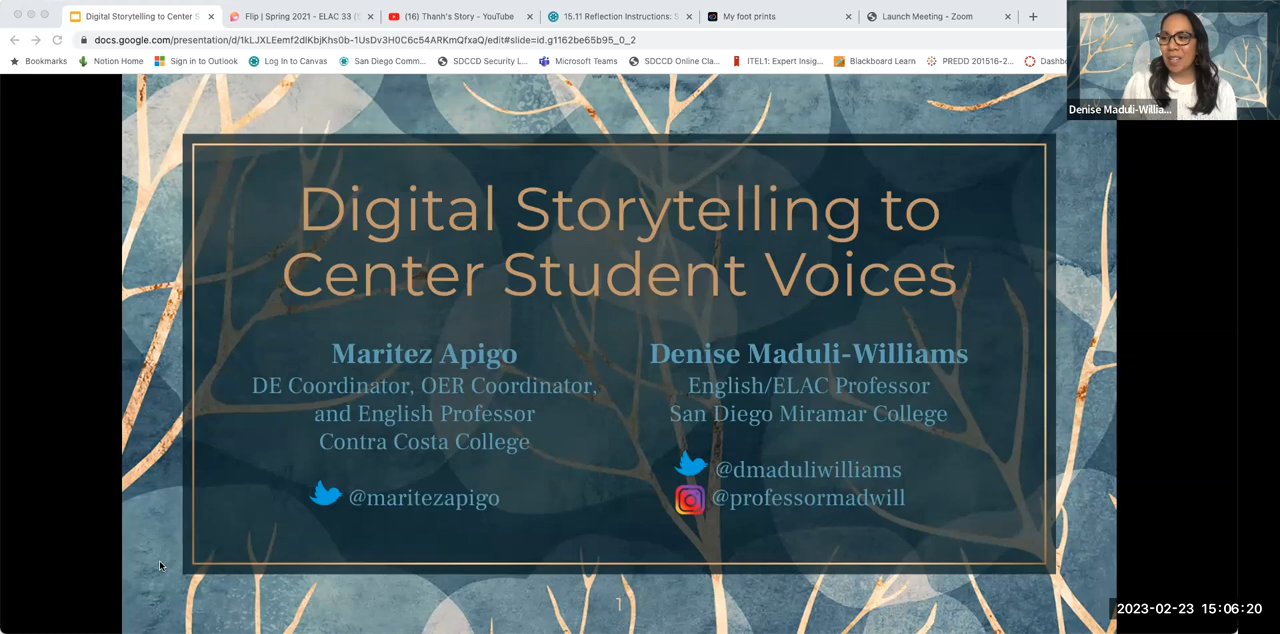 Digital Storytelling to Center S
Flip | Spring 2021 - ELAC 33 (
(16) Thanh's Story - YouTube
15.11 Reflection Instructions: S
My foot prints
Launch Meeting - Zoom
docs.google.com/presentation/d/1kLJXLEemf2dlKbjKhs0b-1UsDv3H0C6c54ARKmQfxaQ/edit#slide=id.g1162be65b95_0_2
Bookmarks
Notion Home
Sign in to Outlook
Log In to Canvas
San Diego Comm...
SDCCD Security L...
Microsoft Teams
SDCCD Online Cla...
ITEL1: Expert Insig...
Blackboard Learn
PREDD 201516-2...
Dashbo
Denise Maduli-Willia...
Digital Storytelling to
Center Student Voices
Maritez Apigo
DE Coordinator, OER Coordinator,
and English Professor
Contra Costa College
@maritezapigo
Denise Maduli-Williams
English/ELAC Professor
San Diego Miramar College
@dmaduliwilliams
@professormadwill
1
2023-02-23 15:06:20